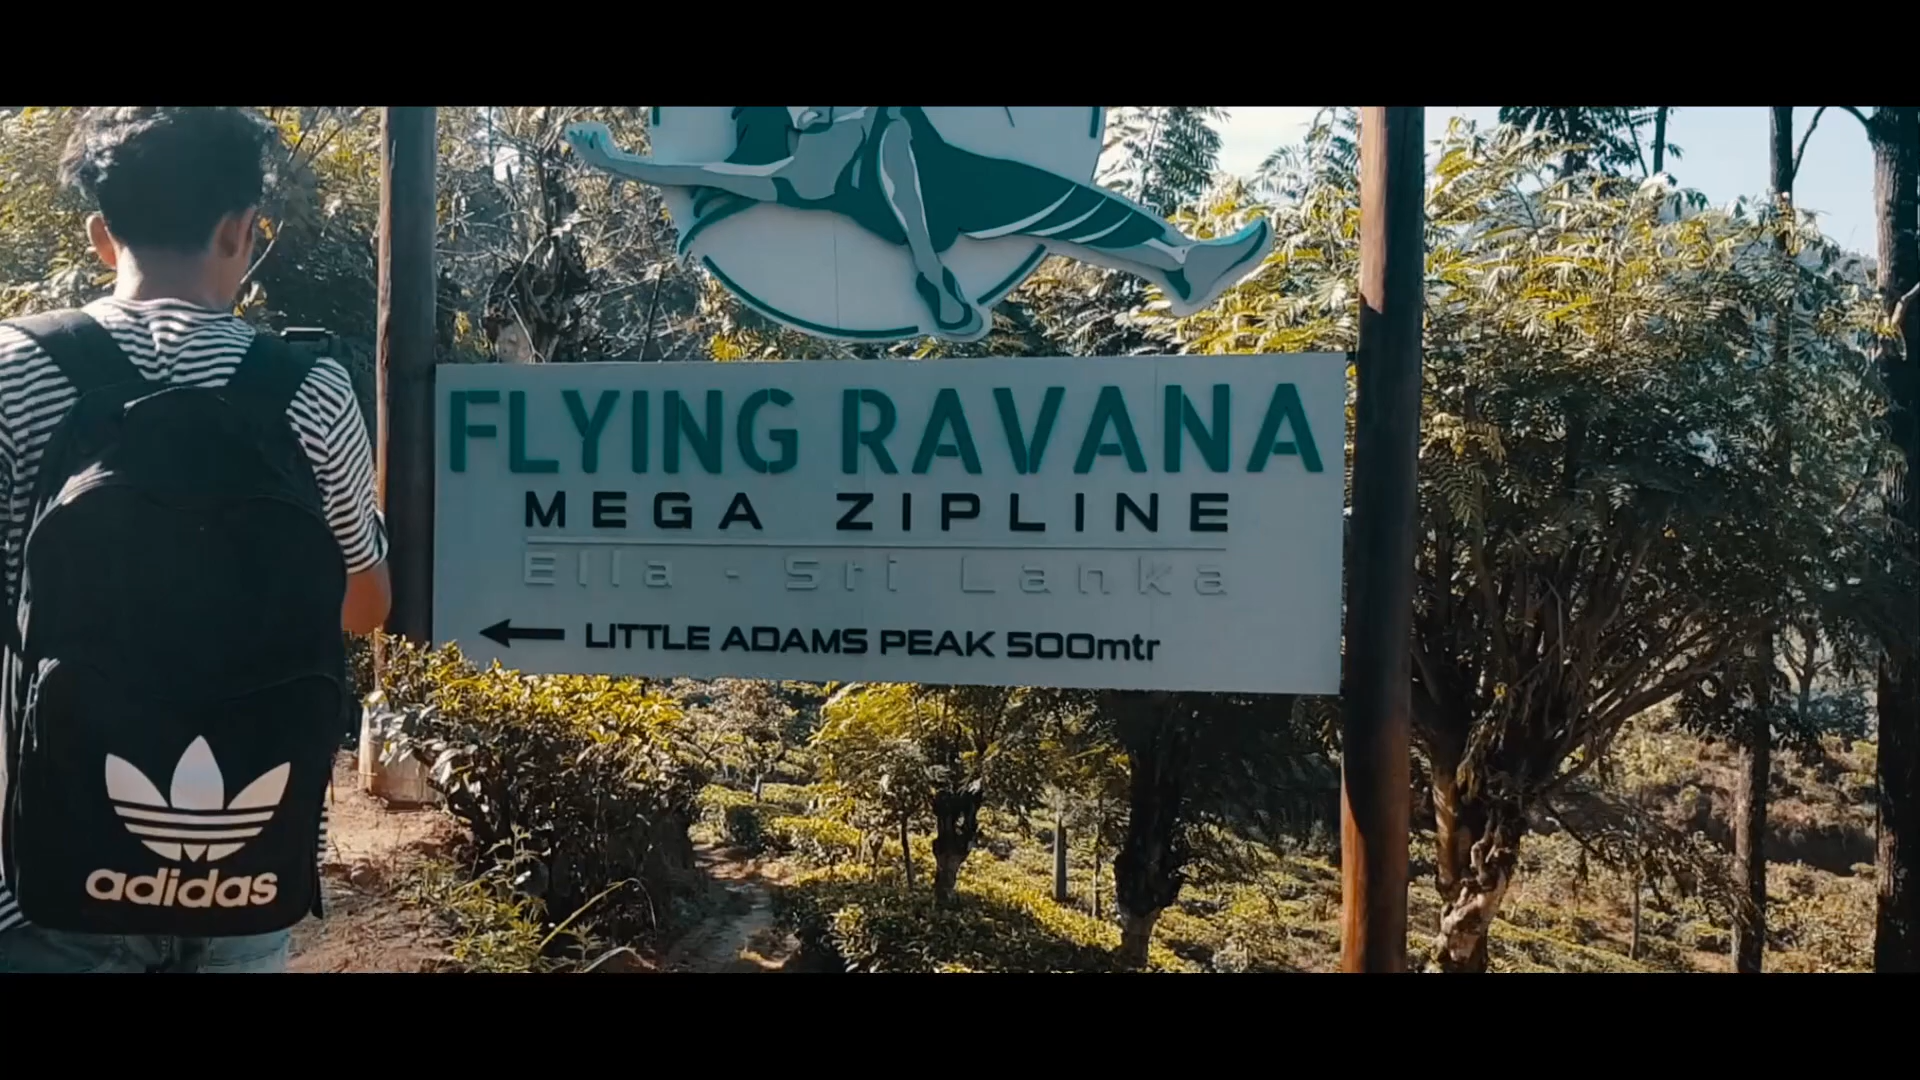 FLYING RAVANA
MEGA ZIPLINE
Ella - Sri Lanka
LITTLE ADAMS PEAK 500mtr
adidas